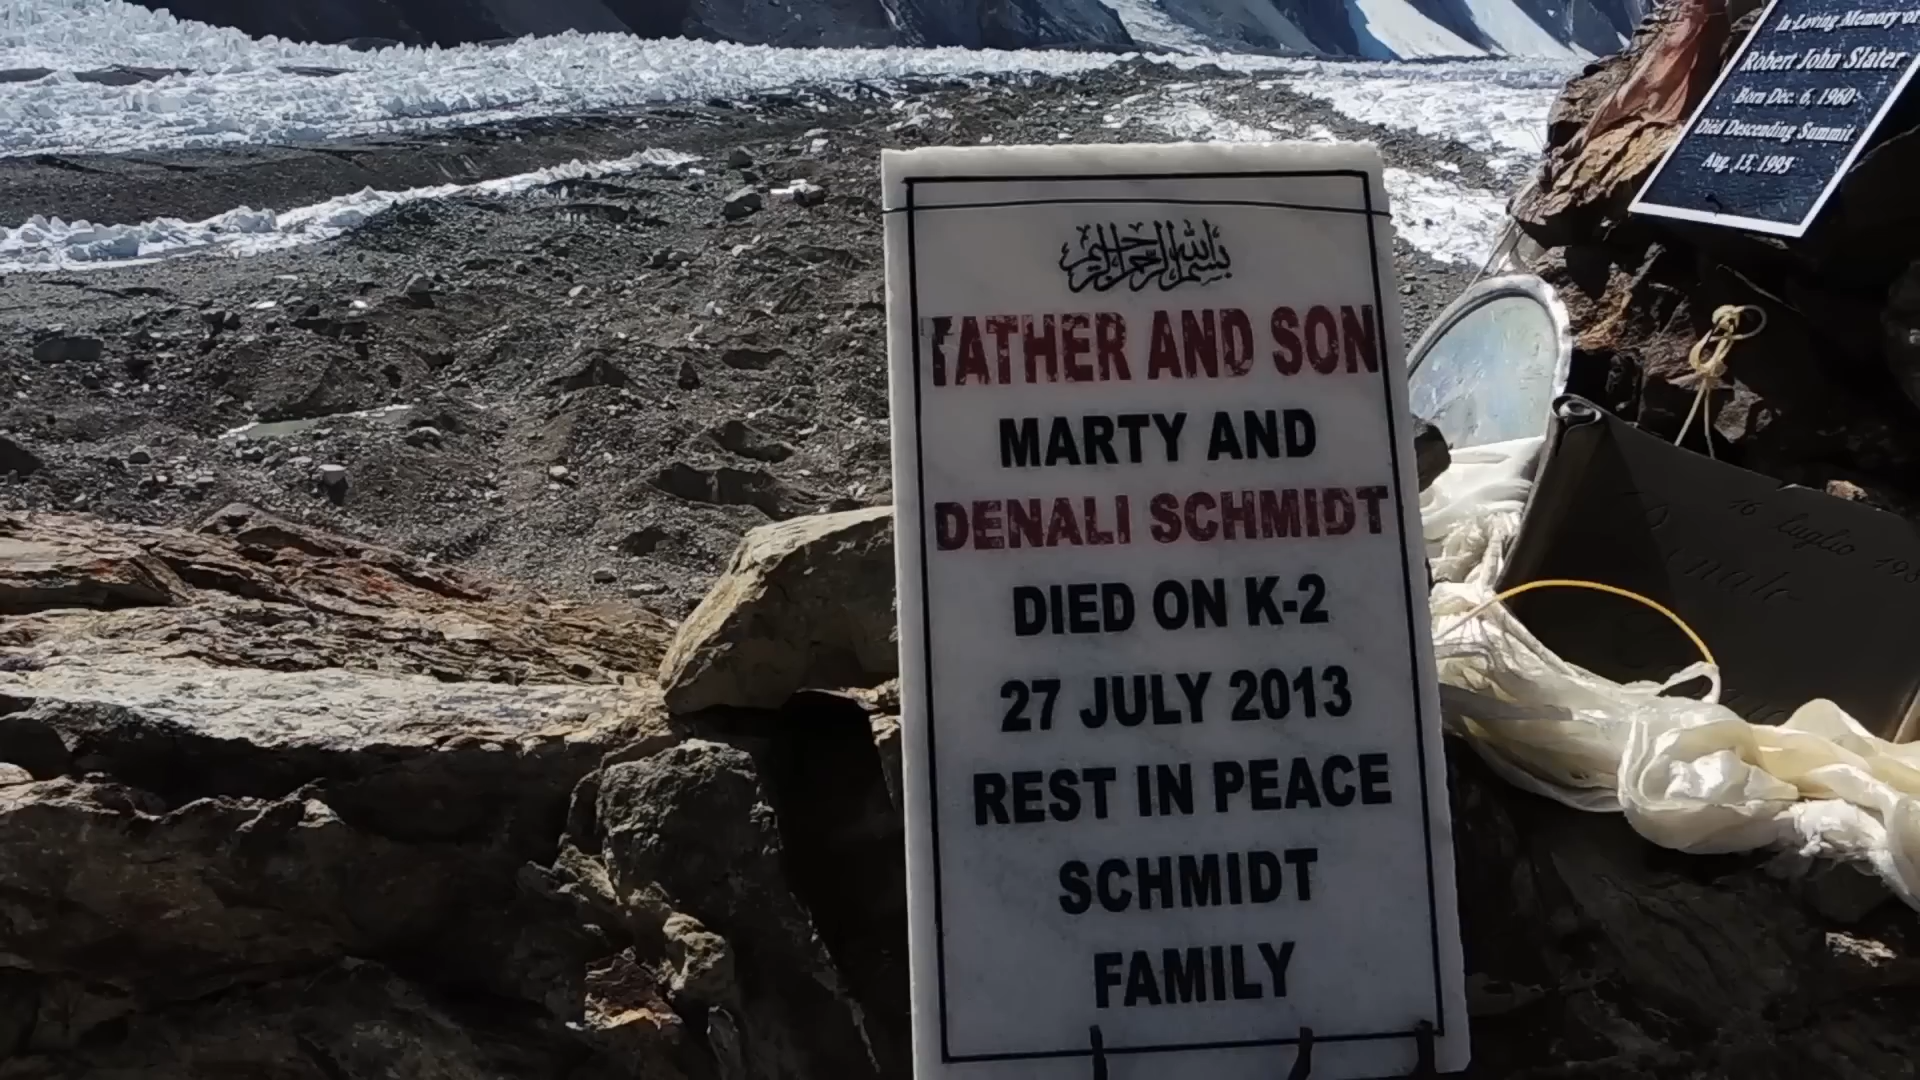 بسم الله الرحمن الرحيم
FATHER AND SON
MARTY AND
DENALI SCHMIDT
DIED ON K-2
27 JULY 2013
REST IN PEACE
SCHMIDT
FAMILY
In Loving Memory of
Robert John Slater
Born Dec. 6, 1960
Died Descending Summit
Aug. 13, 1995
16 luglio